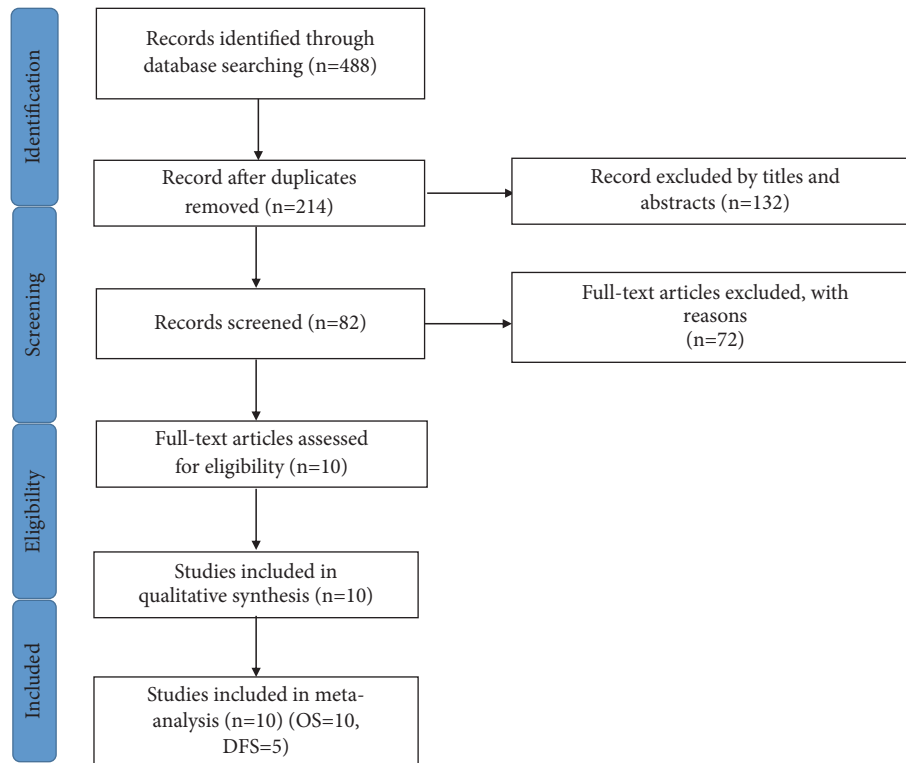 Identification
Records identified through
database searching (n=488)
Record after duplicates
removed (n=214)
Record excluded by titles and
abstracts (n=132)
Screening
Records screened (n=82)
Full-text articles excluded, with
reasons
(n=72)
Eligibility
Full-text articles assessed
for eligibility (n=10)
Studies included in
qualitative synthesis (n=10)
Included
Studies included in meta-
analysis (n=10) (OS=10,
DFS=5)